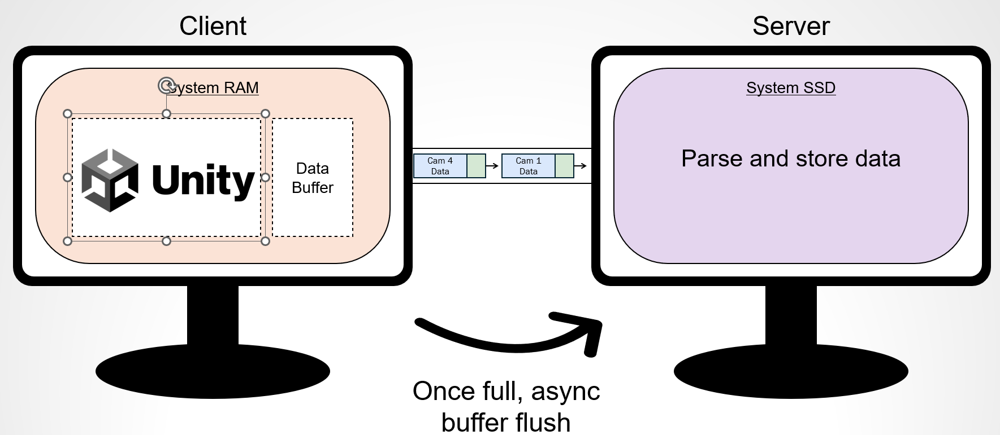 Client
Server
System RAM
System SSD
Unity
Data
Buffer
Cam 4
Data
Cam 1
Data
Parse and store data
Once full, async
buffer flush